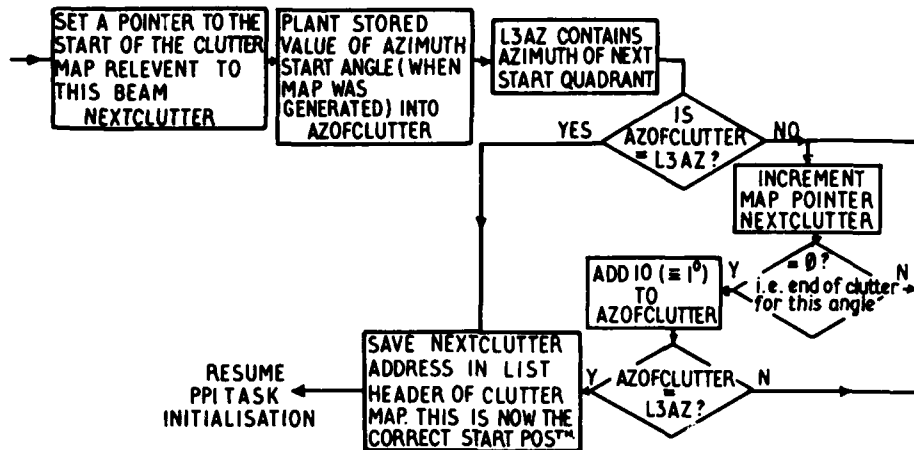 SET A POINTER TO THE
START OF THE CLUTTER
MAP RELEVENT TO
THIS BEAM
NEXTCLUTTER
PLANT STORED
VALUE OF AZIMUTH
START ANGLE (WHEN
MAP WAS
GENERATED) INTO
AZOFCLUTTER
L3AZ CONTAINS
AZIMUTH OF NEXT
START QUADRANT
IS
AZOFCLUTTER
= L3AZ?
YES
NO
INCREMENT
MAP POINTER
NEXTCLUTTER
= Ø?
i.e. end of clutter
for this angle
Y
N
ADD 10 (≡ 1⁰)
TO
AZOFCLUTTER
AZOFCLUTTER
=
L3AZ?
Y
N
SAVE NEXTCLUTTER
ADDRESS IN LIST
HEADER OF CLUTTER
MAP. THIS IS NOW THE
CORRECT START POSᵀᴺ
RESUME
PPI TASK
INITIALISATION